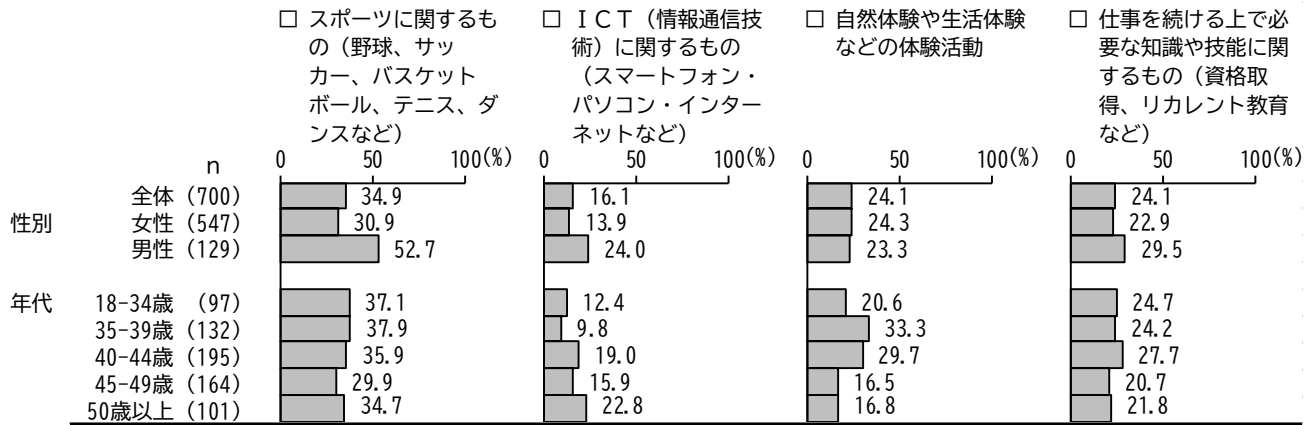 □ スポーツに関するも
の（野球、サッ
カー、バスケット
ボール、テニス、ダ
ンスなど）
□ ＩＣＴ（情報通信技
術）に関するもの
（スマートフォン・
パソコン・インター
ネットなど）
□ 自然体験や生活体験
などの体験活動
□ 仕事を続ける上で必
要な知識や技能に関
するもの（資格取
得、リカレント教育
など）
n 0 50 100(%) 0 50 100(%) 0 50 100(%) 0 50 100(%)
全体 (700) 34.9 16.1 24.1 24.1
性別 女性 (547) 30.9 13.9 24.3 22.9
男性 (129) 52.7 24.0 23.3 29.5
年代 18-34歳 (97) 37.1 12.4 20.6 24.7
35-39歳 (132) 37.9 9.8 33.3 24.2
40-44歳 (195) 35.9 19.0 29.7 27.7
45-49歳 (164) 29.9 15.9 16.5 20.7
50歳以上 (101) 34.7 22.8 16.8 21.8